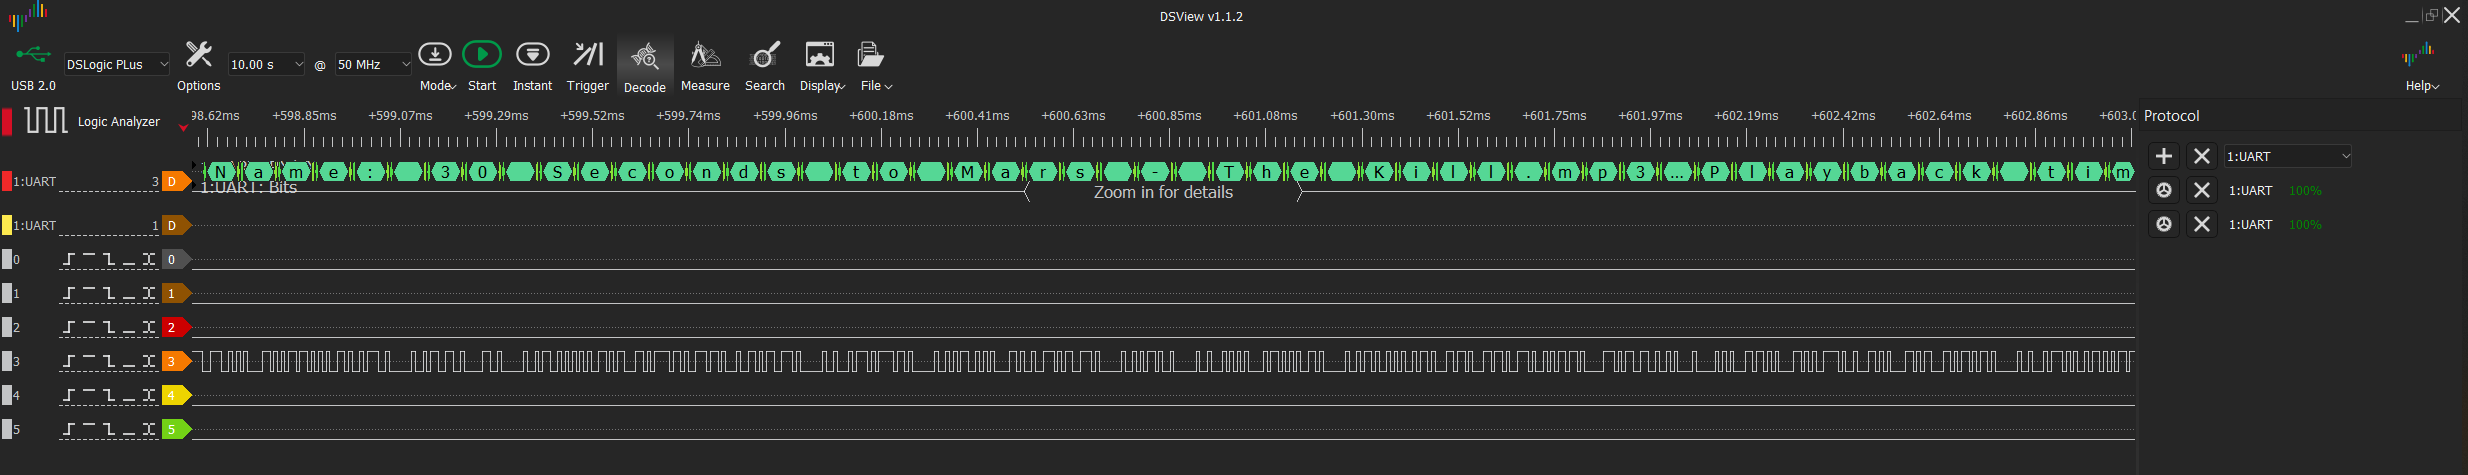 DSView v1.1.2
USB 2.0
DSLogic PLus
Options
10.00 s @ 50 MHz
Mode Start Instant Trigger Decode Measure Search Display File Help
Logic Analyzer
98.62ms +598.85ms +599.07ms +599.29ms +599.52ms +599.74ms +599.96ms +600.18ms +600.41ms +600.63ms +600.85ms +601.08ms +601.30ms +601.52ms +601.75ms +601.97ms +602.19ms +602.42ms +602.64ms +602.86ms +603.0
Protocol
1:UART 3 D N a m e : 3 0 S e c o n d s t o M a r s - T h e K i l l . m p 3 ... P l a y b a c k t i m
1:UART: Bits
Zoom in for details
1:UART
1:UART 100%
1:UART 100%
1:UART 1 D
0 0
1 1
2 2
3 3
4 4
5 5